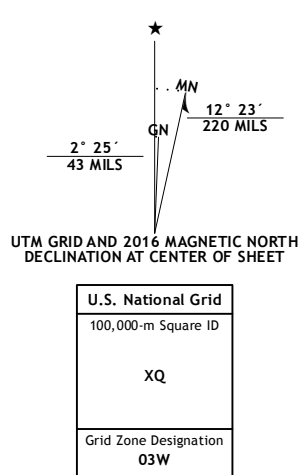 ★
MN
GN
12° 23´
220 MILS
2° 25´
43 MILS
UTM GRID AND 2016 MAGNETIC NORTH
DECLINATION AT CENTER OF SHEET
U.S. National Grid
100,000-m Square ID
XQ
Grid Zone Designation
03W